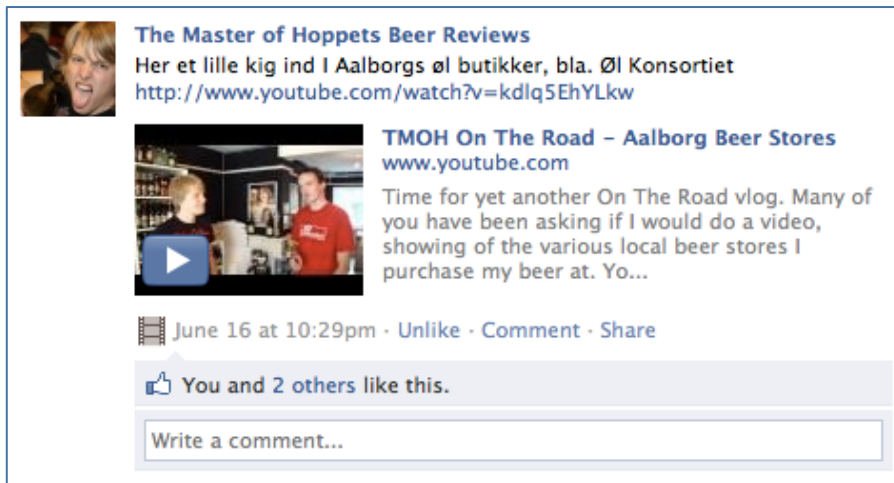 The Master of Hoppets Beer Reviews
Her et lille kig ind I Aalborgs øl butikker, bla. Øl Konsortiet
http://www.youtube.com/watch?v=kdlq5EhYLkw
TMOH On The Road – Aalborg Beer Stores
www.youtube.com
Time for yet another On The Road vlog. Many of
you have been asking if I would do a video,
showing of the various local beer stores I
purchase my beer at. Yo...
June 16 at 10:29pm · Unlike · Comment · Share
You and 2 others like this.
Write a comment...